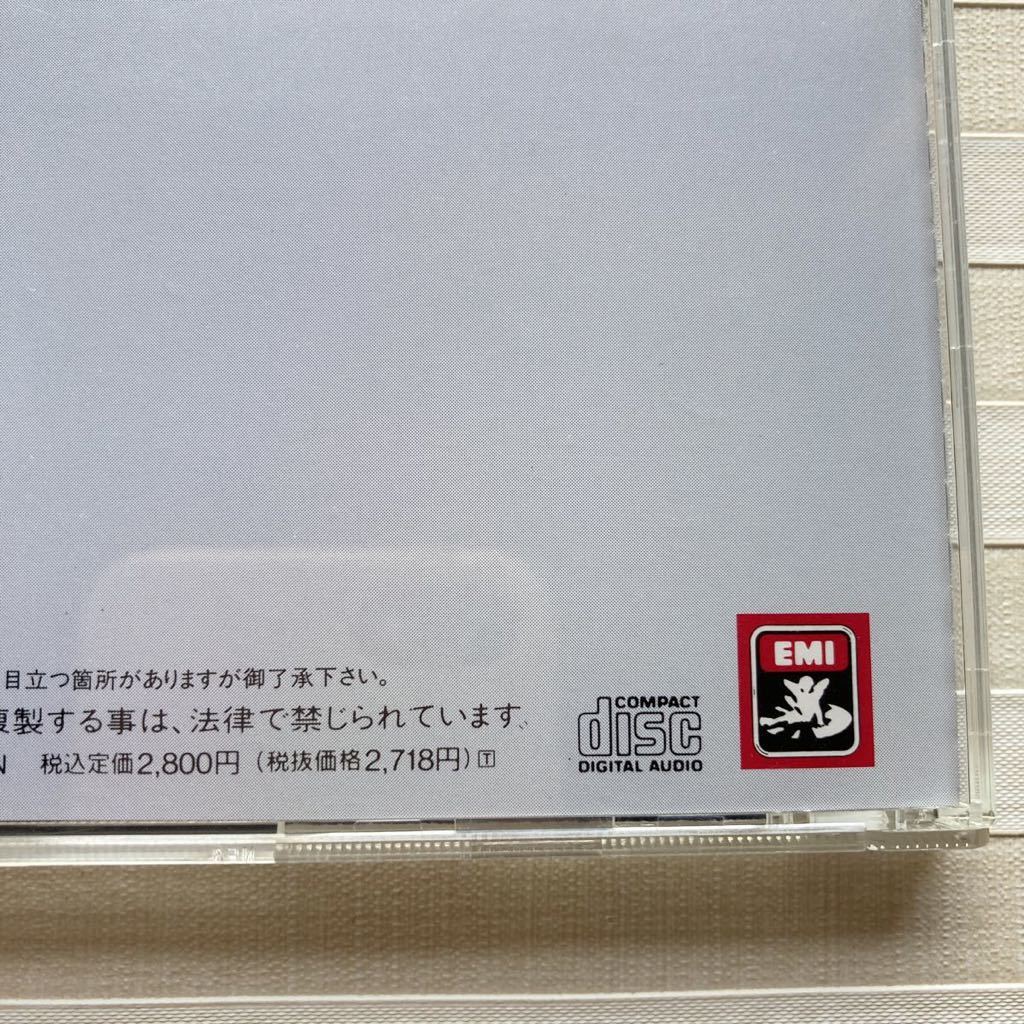 目立つ箇所がありますが御了承下さい。
複製する事は、法律で禁じられています。
N 税込定価2,800円(税抜価格2,718円)🅃
COMPACT
disc
DIGITAL AUDIO
EMI